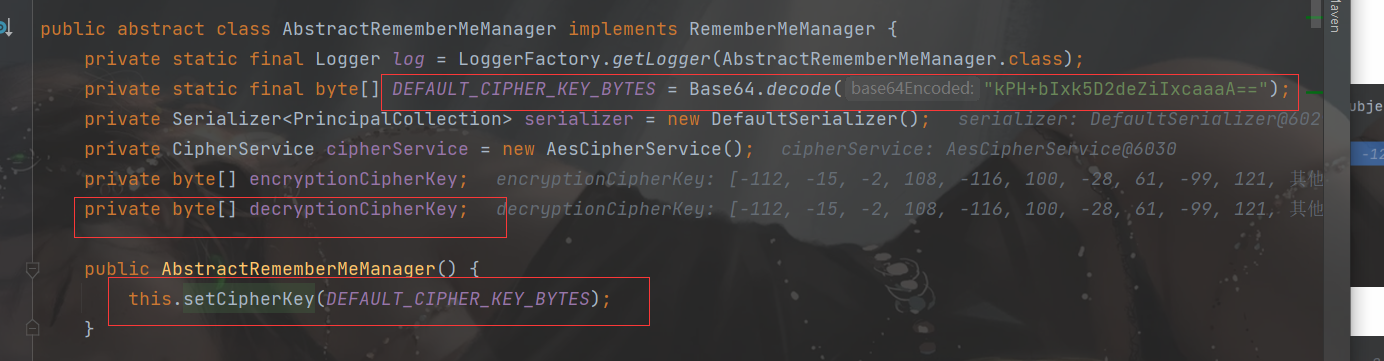 public abstract class AbstractRememberMeManager implements RememberMeManager {
private static final Logger log = LoggerFactory.getLogger(AbstractRememberMeManager.class);
private static final byte[] DEFAULT_CIPHER_KEY_BYTES = Base64.decode( base64Encoded: "kPH+bIxk5D2deZiIxcaaaA==");
private Serializer<PrincipalCollection> serializer = new DefaultSerializer(); serializer: DefaultSerializer@602
private CipherService cipherService = new AesCipherService(); cipherService: AesCipherService@6030
private byte[] encryptionCipherKey; encryptionCipherKey: [-112, -15, -2, 108, -116, 100, -28, 61, -99, 121, 其他
private byte[] decryptionCipherKey; decryptionCipherKey: [-112, -15, -2, 108, -116, 100, -28, 61, -99, 121, 其他
public AbstractRememberMeManager() {
this.setCipherKey(DEFAULT_CIPHER_KEY_BYTES);
}
Maven
ubje
-12